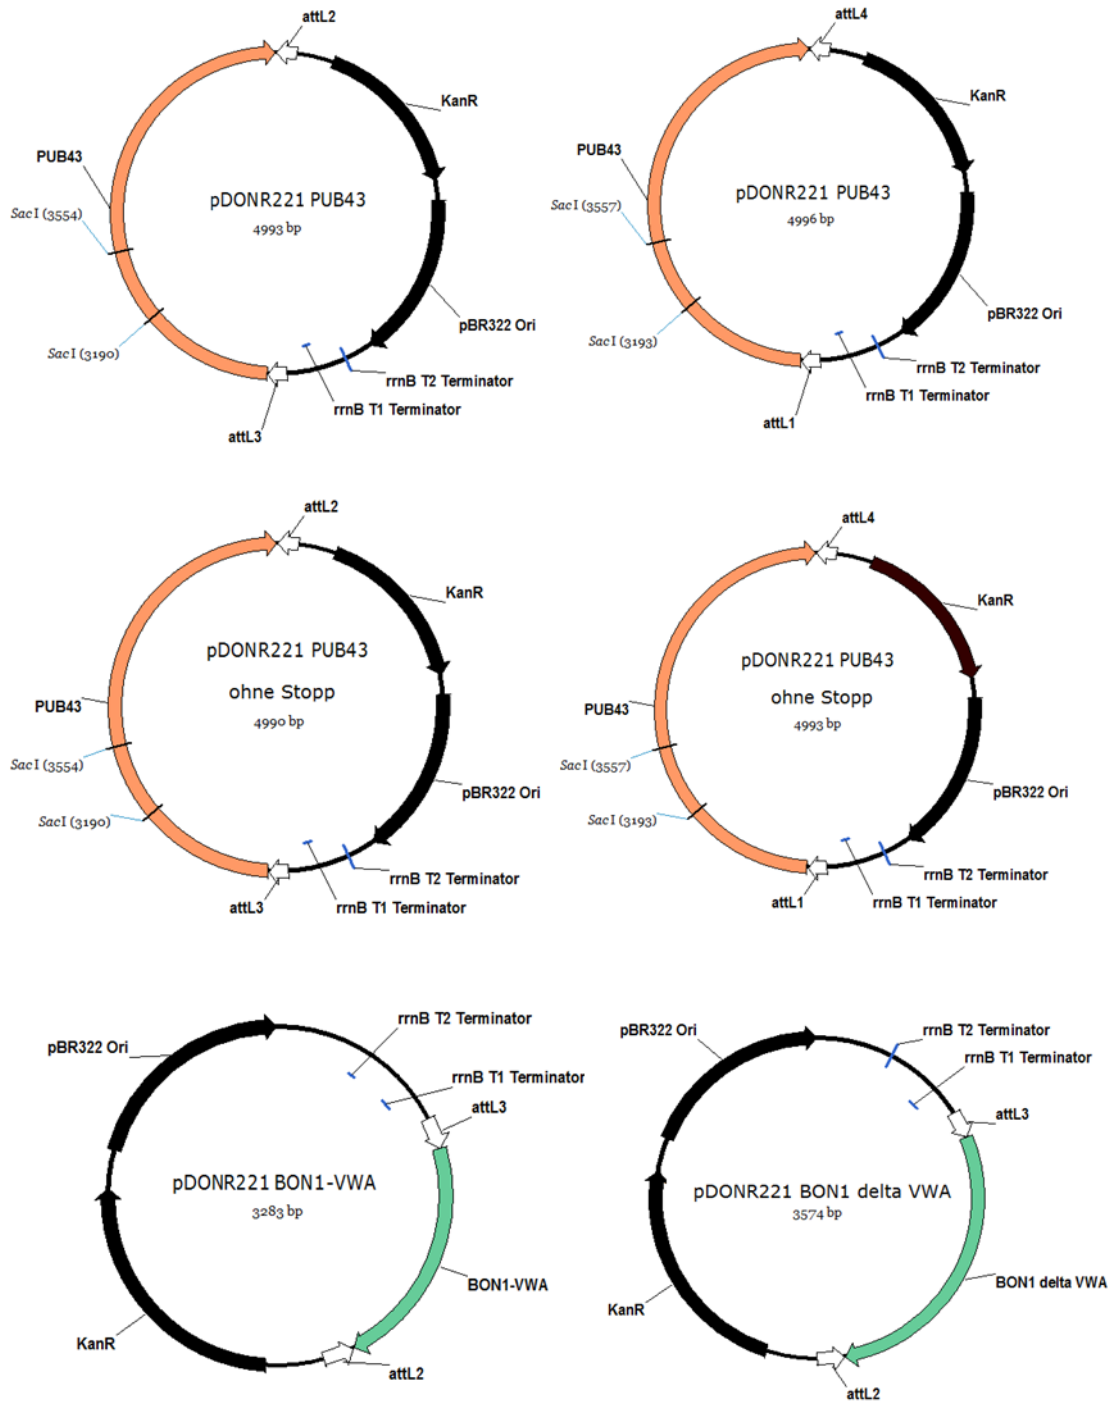 attL2
KanR
PUB43
SacI (3554)
pDONR221 PUB43
4993 bp
SacI (3190)
pBR322 Ori
rrnB T2 Terminator
rrnB T1 Terminator
attL3
attL4
KanR
PUB43
SacI (3557)
pDONR221 PUB43
4996 bp
SacI (3193)
pBR322 Ori
rrnB T2 Terminator
rrnB T1 Terminator
attL1
attL2
KanR
pDONR221 PUB43
ohne Stopp
4990 bp
PUB43
SacI (3554)
SacI (3190)
pBR322 Ori
rrnB T2 Terminator
attL3
rrnB T1 Terminator
attL4
KanR
pDONR221 PUB43
ohne Stopp
4993 bp
PUB43
SacI (3557)
SacI (3193)
pBR322 Ori
rrnB T2 Terminator
attL1
rrnB T1 Terminator
rrnB T2 Terminator
pBR322 Ori
rrnB T1 Terminator
attL3
pDONR221 BON1-VWA
3283 bp
BON1-VWA
KanR
attL2
rrnB T2 Terminator
pBR322 Ori
rrnB T1 Terminator
attL3
pDONR221 BON1 delta VWA
3574 bp
BON1 delta VWA
KanR
attL2